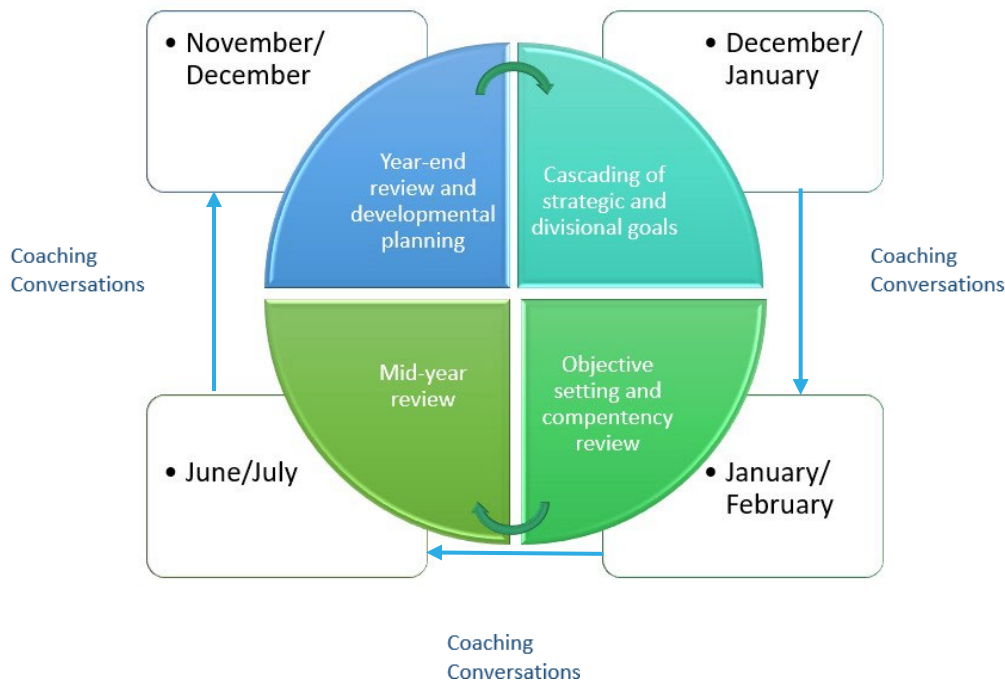 • November/
December
• December/
January
Year-end
review and
developmental
planning
Cascading of
strategic and
divisional goals
Coaching
Conversations
Coaching
Conversations
Mid-year
review
Objective
setting and
compentency
review
• June/July
• January/
February
Coaching
Conversations